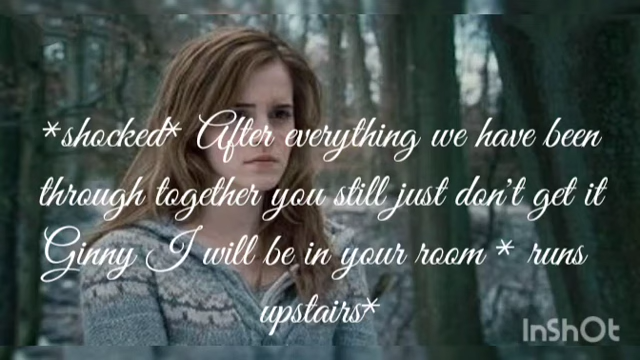 *shocked* After everything we have been
through together you still just don't get it
Ginny I will be in your room * runs
upstairs*
InShOt